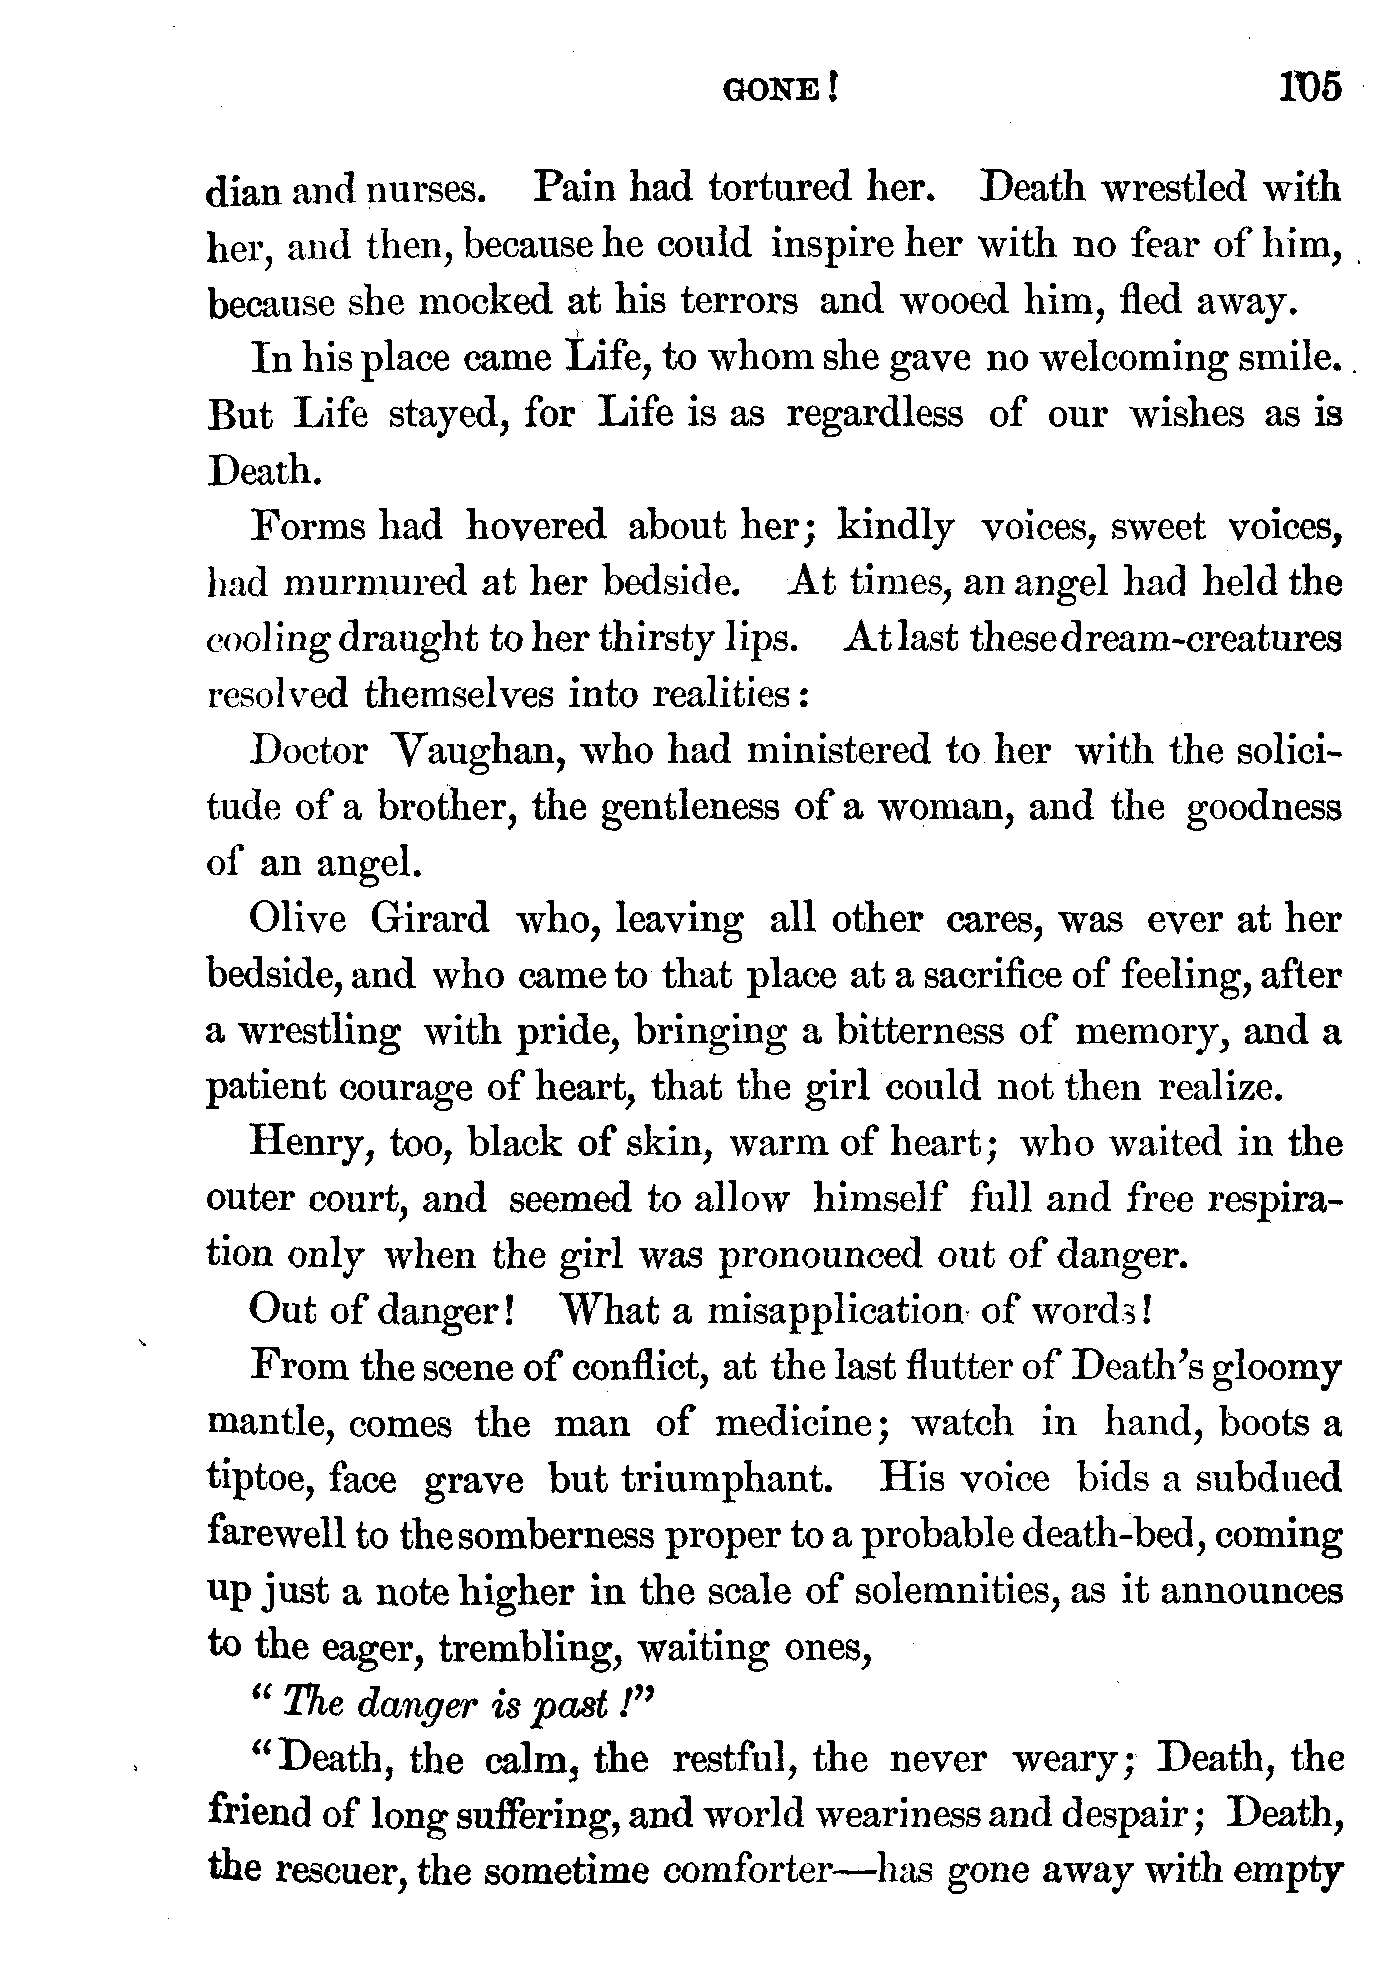 GONE! 105
dian and nurses. Pain had tortured her. Death wrestled with
her, and then, because he could inspire her with no fear of him,
because she mocked at his terrors and wooed him, fled away.
In his place came Life, to whom she gave no welcoming smile.
But Life stayed, for Life is as regardless of our wishes as is
Death.
Forms had hovered about her; kindly voices, sweet voices,
had murmured at her bedside. At times, an angel had held the
cooling draught to her thirsty lips. At last these dream-creatures
resolved themselves into realities:
Doctor Vaughan, who had ministered to her with the solici-
tude of a brother, the gentleness of a woman, and the goodness
of an angel.
Olive Girard who, leaving all other cares, was ever at her
bedside, and who came to that place at a sacrifice of feeling, after
a wrestling with pride, bringing a bitterness of memory, and a
patient courage of heart, that the girl could not then realize.
Henry, too, black of skin, warm of heart; who waited in the
outer court, and seemed to allow himself full and free respira-
tion only when the girl was pronounced out of danger.
Out of danger! What a misapplication of words!
From the scene of conflict, at the last flutter of Death's gloomy
mantle, comes the man of medicine; watch in hand, boots a
tiptoe, face grave but triumphant. His voice bids a subdued
farewell to the somberness proper to a probable death-bed, coming
up just a note higher in the scale of solemnities, as it announces
to the eager, trembling, waiting ones,
"The danger is past!"
"Death, the calm, the restful, the never weary; Death, the
friend of long suffering, and world weariness and despair; Death,
the rescuer, the sometime comforter—has gone away with empty